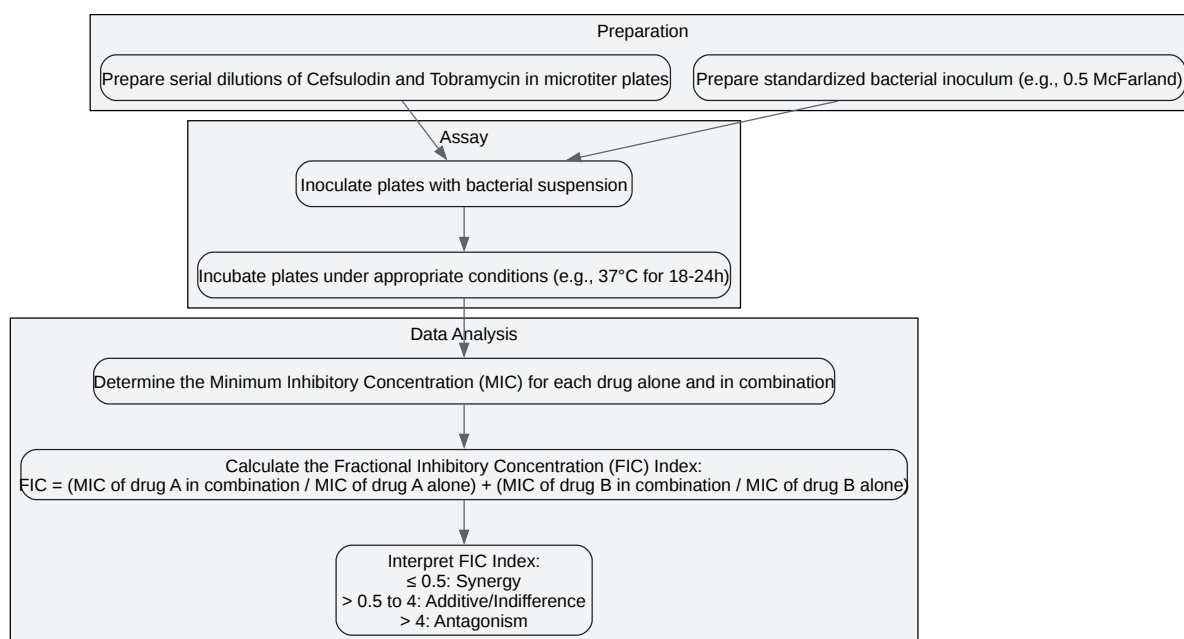 Preparation
Prepare serial dilutions of Cefsulodin and Tobramycin in microtiter plates
Prepare standardized bacterial inoculum (e.g., 0.5 McFarland)
Assay
Inoculate plates with bacterial suspension
Incubate plates under appropriate conditions (e.g., 37°C for 18-24h)
Data Analysis
Determine the Minimum Inhibitory Concentration (MIC) for each drug alone and in combination
Calculate the Fractional Inhibitory Concentration (FIC) Index:
FIC = (MIC of drug A in combination / MIC of drug A alone) + (MIC of drug B in combination / MIC of drug B alone)
Interpret FIC Index:
≤ 0.5: Synergy
> 0.5 to 4: Additive/Indifference
> 4: Antagonism